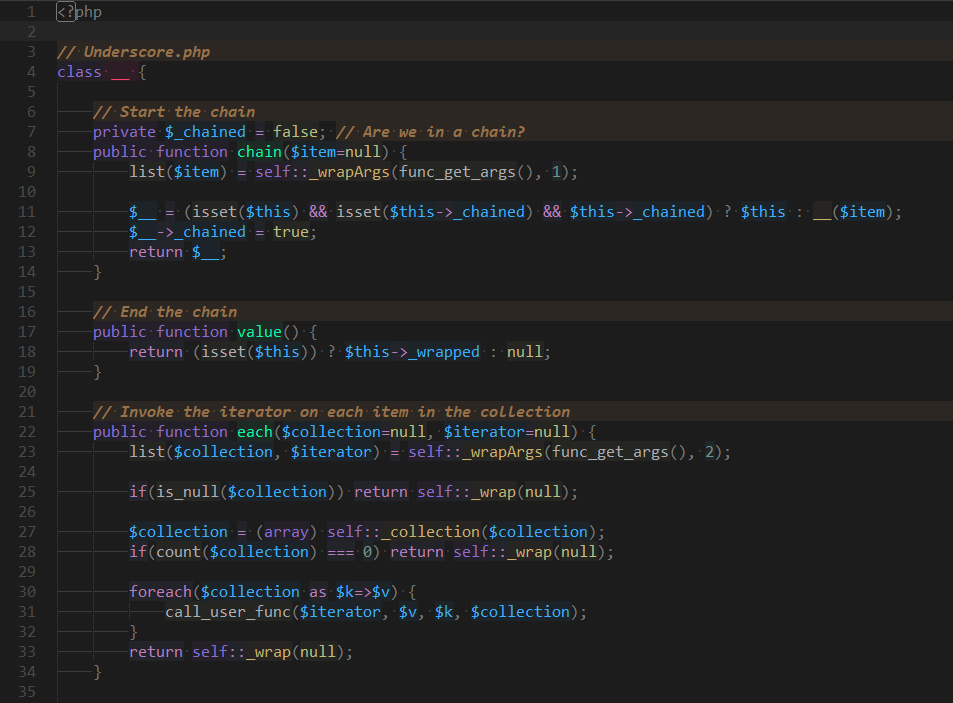 1 <?php
2
3 // Underscore.php
4 class __ {
5
6     // Start the chain
7     private $_chained = false; // Are we in a chain?
8     public function chain($item=null) {
9         list($item) = self::_wrapArgs(func_get_args(), 1);
10
11         $__ = (isset($this) && isset($this->_chained) && $this->_chained) ? $this : __($item);
12         $__->_chained = true;
13         return $__;
14     }
15
16     // End the chain
17     public function value() {
18         return (isset($this)) ? $this->_wrapped : null;
19     }
20
21     // Invoke the iterator on each item in the collection
22     public function each($collection=null, $iterator=null) {
23         list($collection, $iterator) = self::_wrapArgs(func_get_args(), 2);
24
25         if(is_null($collection)) return self::_wrap(null);
26
27         $collection = (array) self::_collection($collection);
28         if(count($collection) === 0) return self::_wrap(null);
29
30         foreach($collection as $k=>$v) {
31             call_user_func($iterator, $v, $k, $collection);
32         }
33         return self::_wrap(null);
34     }
35